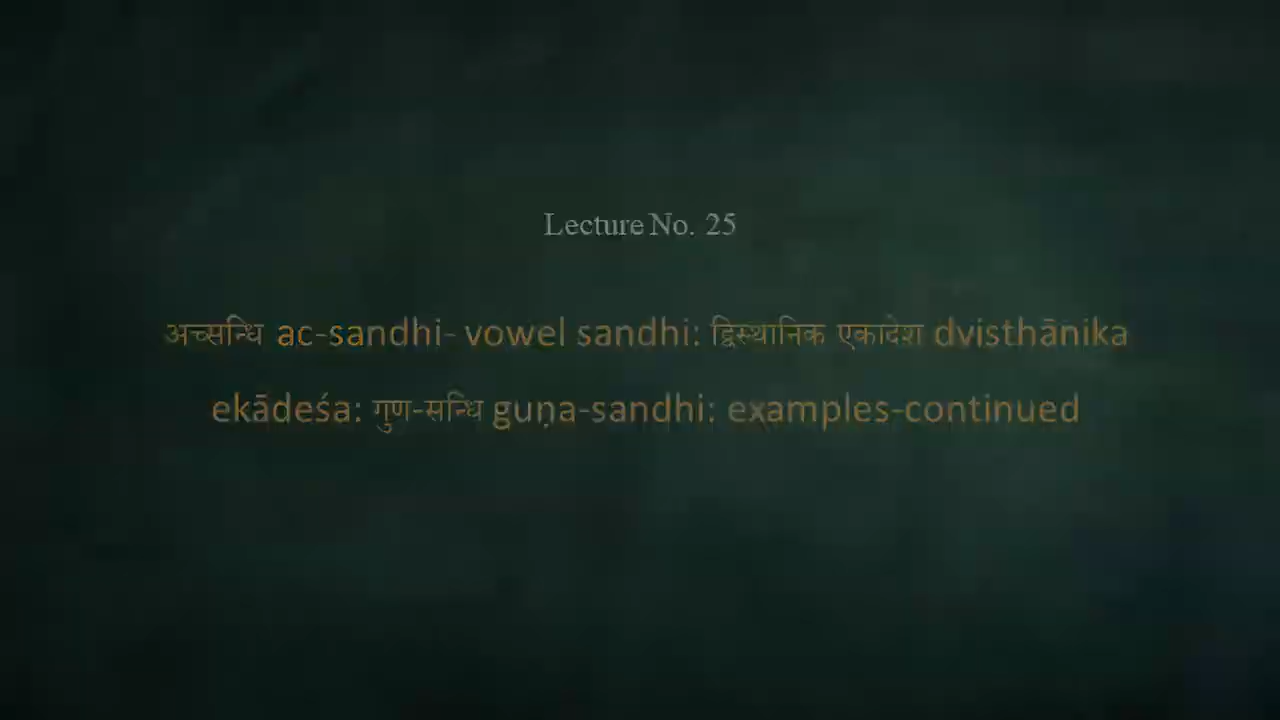 Lecture No. 25
अच्सन्धि ac-sandhi- vowel sandhi: द्विस्थानिक एकादेश dvisthānika
ekādeśa: गुण-सन्धि guṇa-sandhi: examples-continued